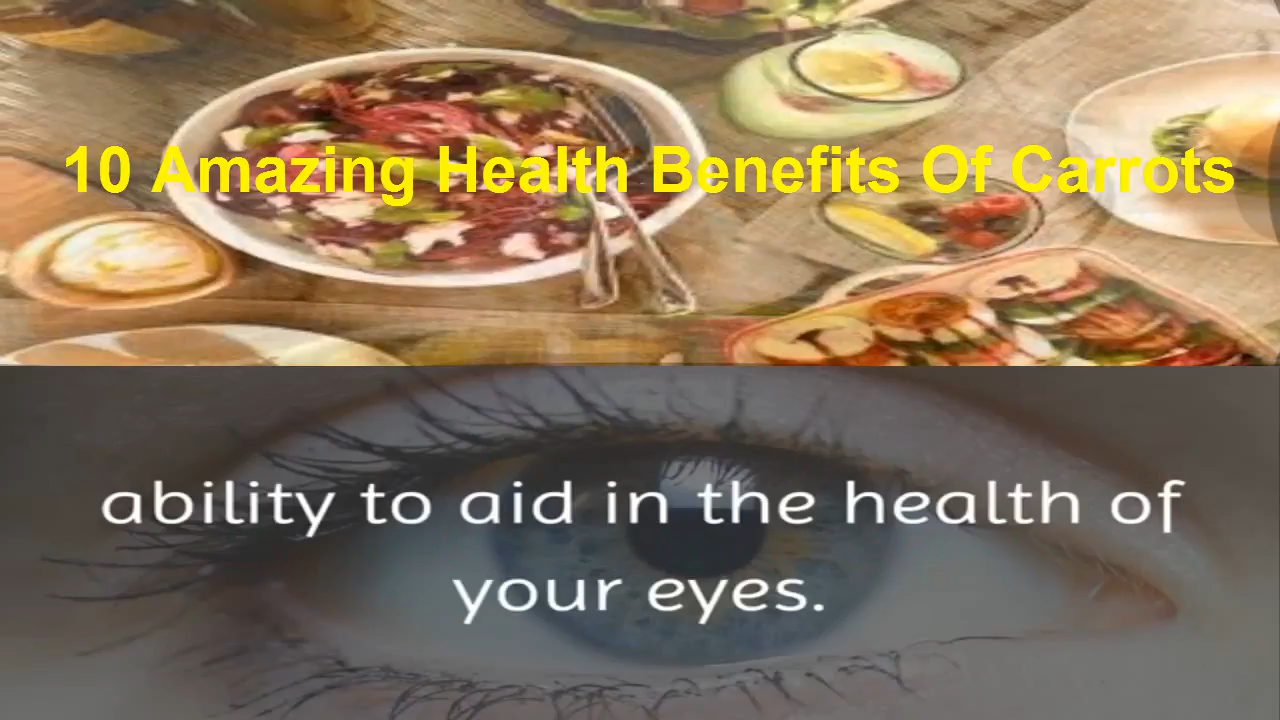 10 Amazing Health Benefits Of Carrots
ability to aid in the health of
your eyes.